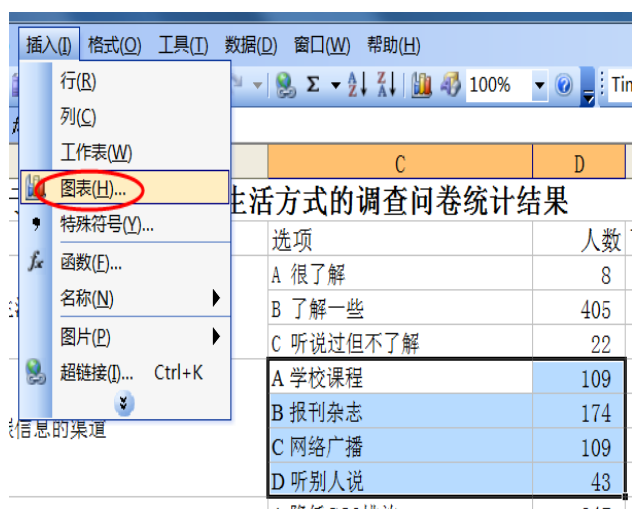 插入(I) 格式(O) 工具(T) 数据(D) 窗口(W) 帮助(H)
行(R)
Σ 100% Tin
列(C)
工作表(W)
C D
图表(H)...
生活方式的调查问卷统计结果
特殊符号(Y)...
选项 人数
函数(F)...
A 很了解 8
名称(N)
B 了解一些 405
图片(P)
C 听说过但不了解 22
超链接(I)... Ctrl+K
A 学校课程 109
B 报刊杂志 174
信息的渠道
C 网络广播 109
D 听别人说 43